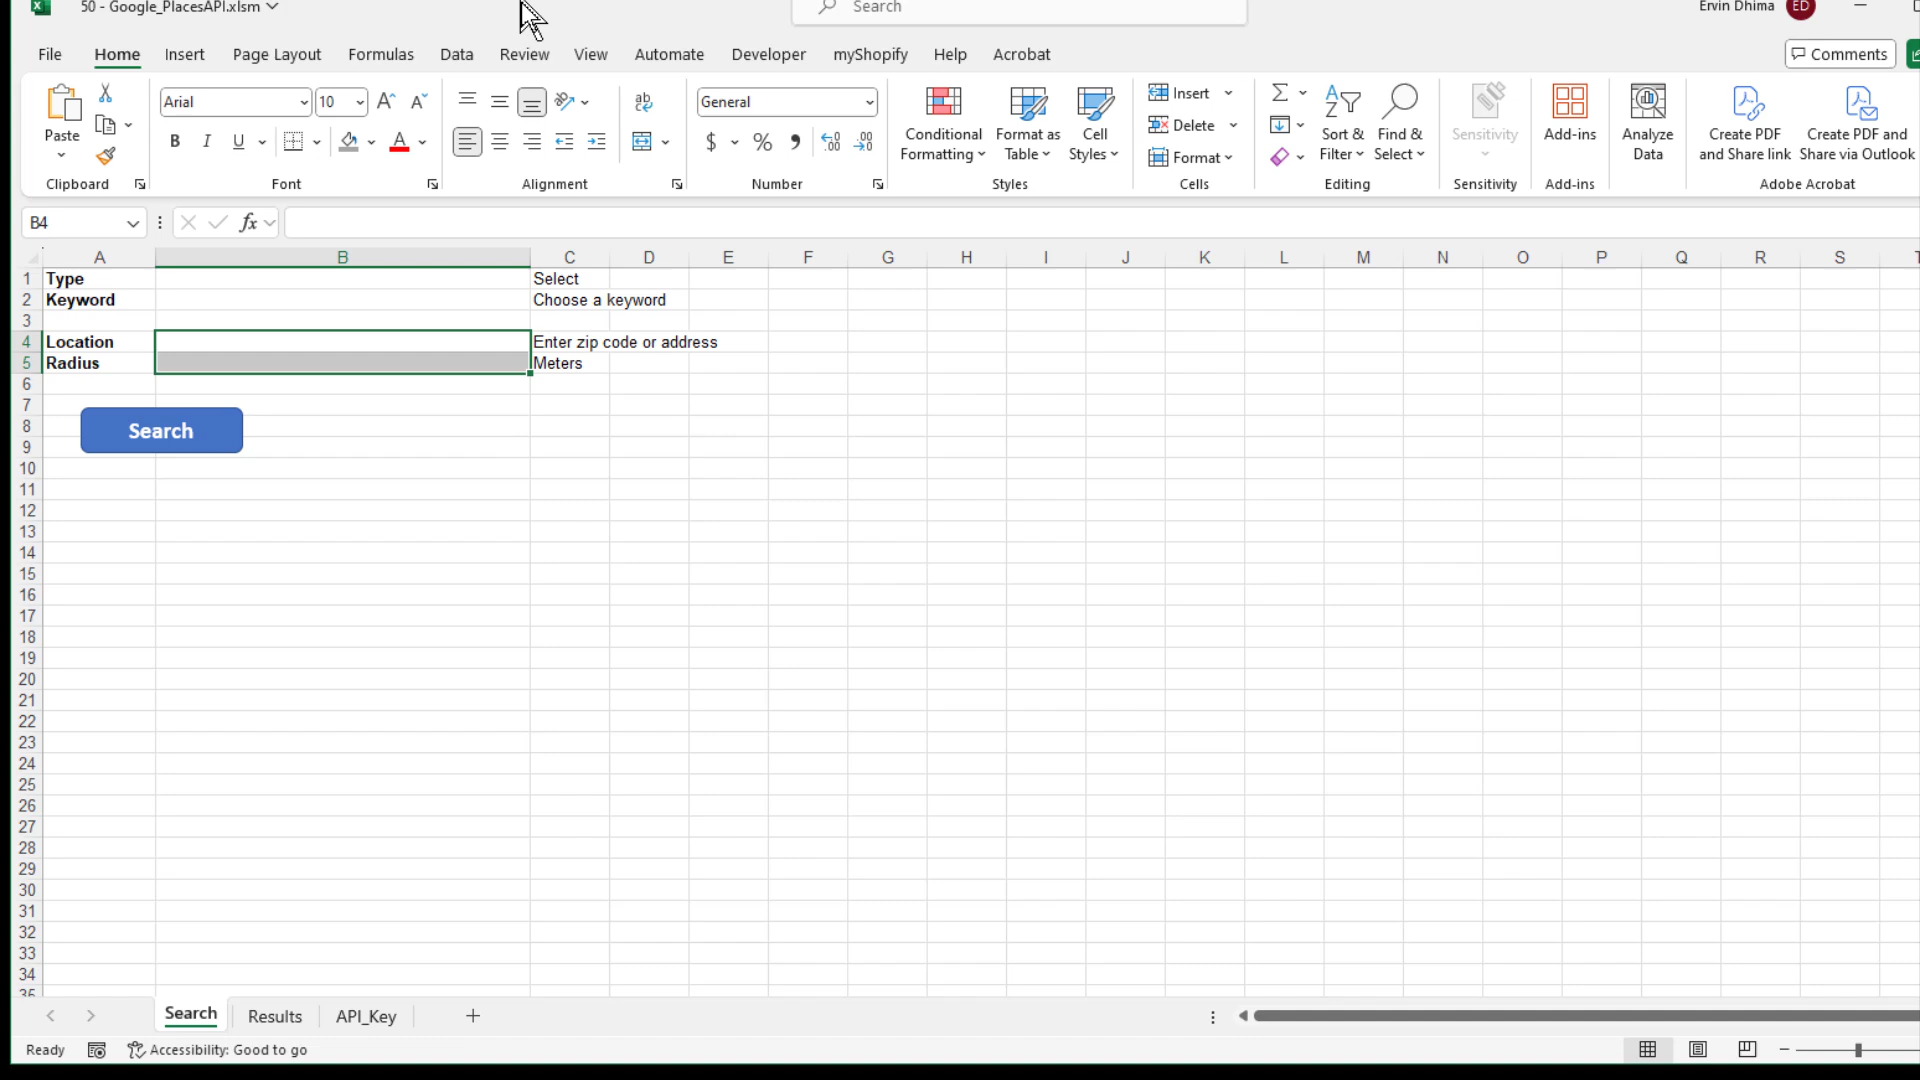 50 - Google_PlacesAPI.xlsm
Search
Ervin Dhima ED
File Home Insert Page Layout Formulas Data Review View Automate Developer myShopify Help Acrobat
Comments
Paste
Clipboard
Arial 10
B I U
Font
ab
Alignment
General
$ % ,
Number
Conditional Formatting
Format as Table
Cell Styles
Styles
Insert
Delete
Format
Cells
Sort & Filter
Find & Select
Editing
Sensitivity
Sensitivity
Add-ins
Add-ins
Analyze Data
Create PDF and Share link
Create PDF and Share via Outlook
Adobe Acrobat
B4 fx
A B C D E F G H I J K L M N O P Q R S T
1 Type Select
2 Keyword Choose a keyword
3
4 Location Enter zip code or address
5 Radius Meters
6
7
8 Search
9
10
11
12
13
14
15
16
17
18
19
20
21
22
23
24
25
26
27
28
29
30
31
32
33
34
35
Search Results API_Key
Ready Accessibility: Good to go